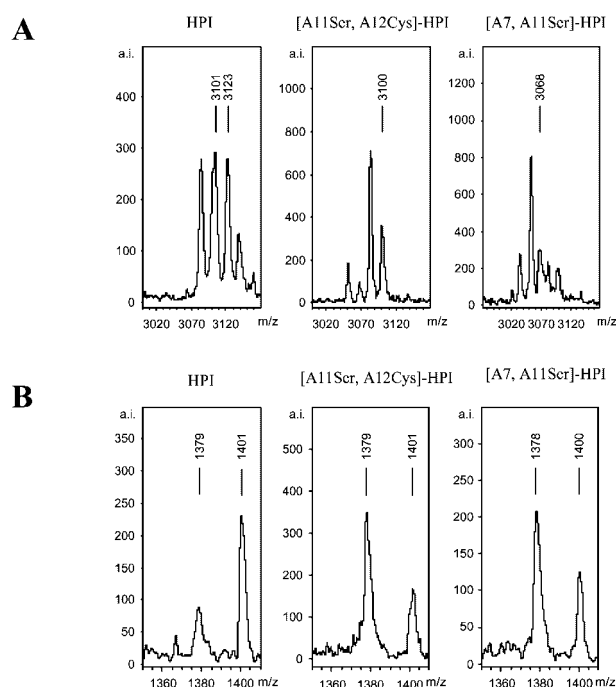 A
HPI
[A11Scr, A12Cys]-HPI
[A7, A11Scr]-HPI
a.i.
400
300
200
100
0
3101
3123
3020 3070 3120 m/z
a.i.
1000
800
600
400
200
0
3100
3020 3070 3120 m/z
a.i.
1200
1000
800
600
400
200
0
3068
3020 3070 3120 m/z
B
HPI
[A11Scr, A12Cys]-HPI
[A7, A11Scr]-HPI
a.i.
350
300
250
200
150
100
50
0
1379
1401
1360 1380 1400 m/z
a.i.
500
400
300
200
100
0
1379
1401
1360 1380 1400 m/z
a.i.
300
250
200
150
100
50
0
1378
1400
1360 1380 1400 m/z